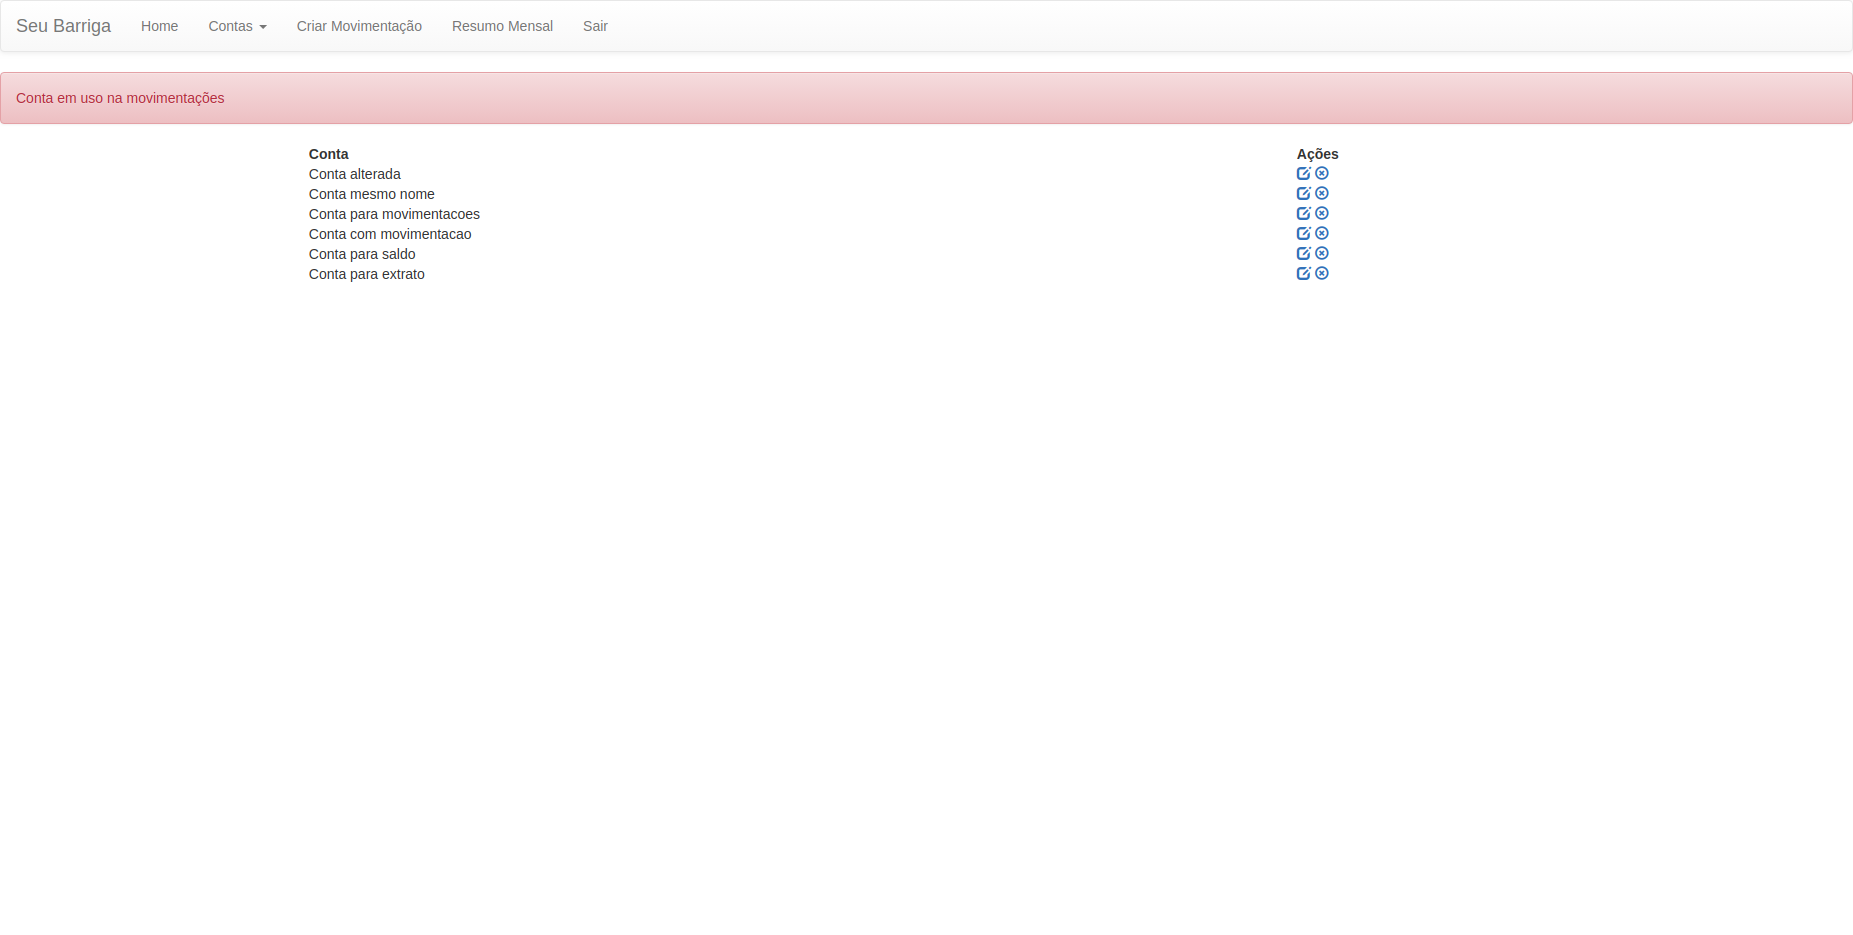 Seu Barriga Home Contas Criar Movimentação Resumo Mensal Sair
Conta em uso na movimentações
Conta Ações
Conta alterada
Conta mesmo nome
Conta para movimentacoes
Conta com movimentacao
Conta para saldo
Conta para extrato